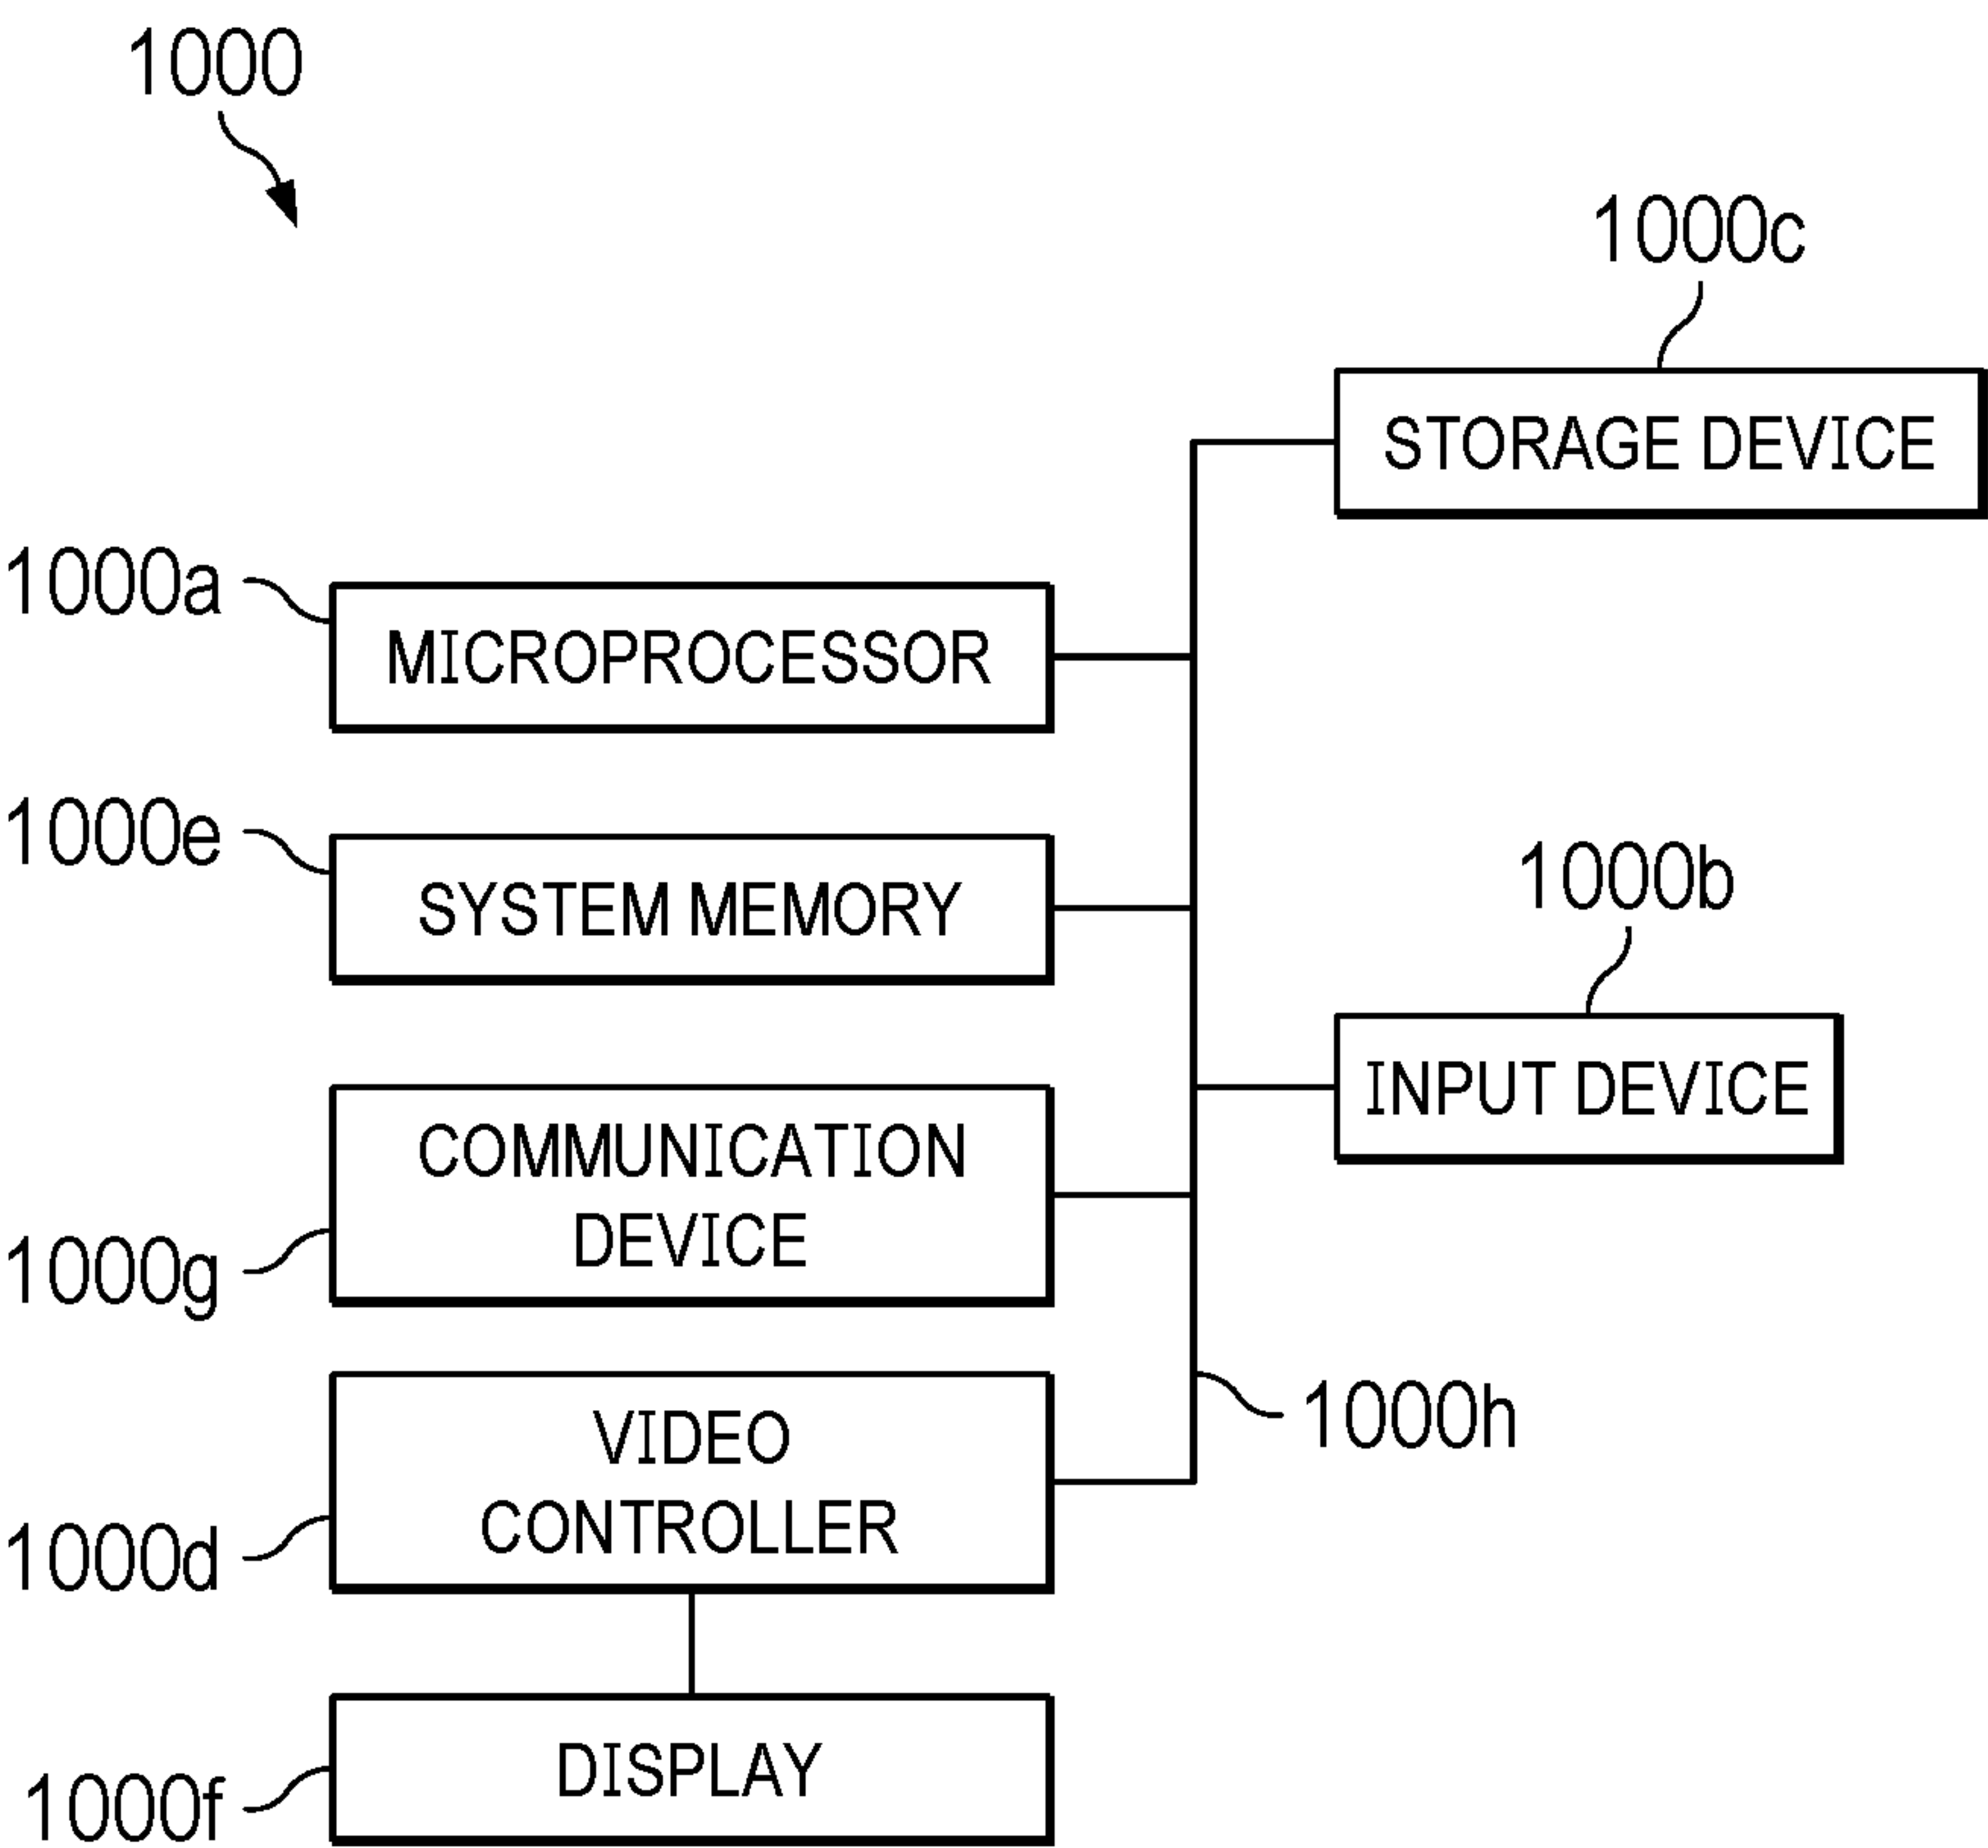 1000
1000c
STORAGE DEVICE
1000a
MICROPROCESSOR
1000e
SYSTEM MEMORY
1000b
INPUT DEVICE
COMMUNICATION
DEVICE
1000g
1000h
VIDEO
CONTROLLER
1000d
DISPLAY
1000f